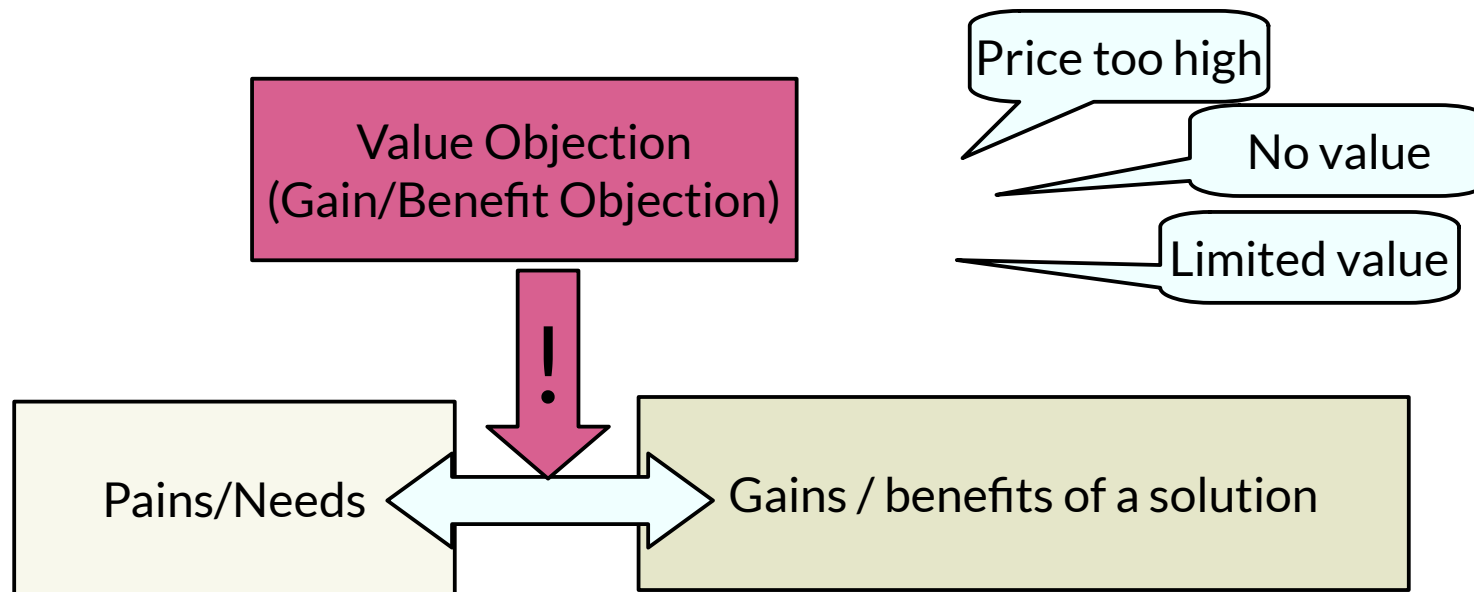 Price too high
Value Objection
(Gain/Benefit Objection)
No value
Limited value
!
Pains/Needs
Gains / benefits of a solution